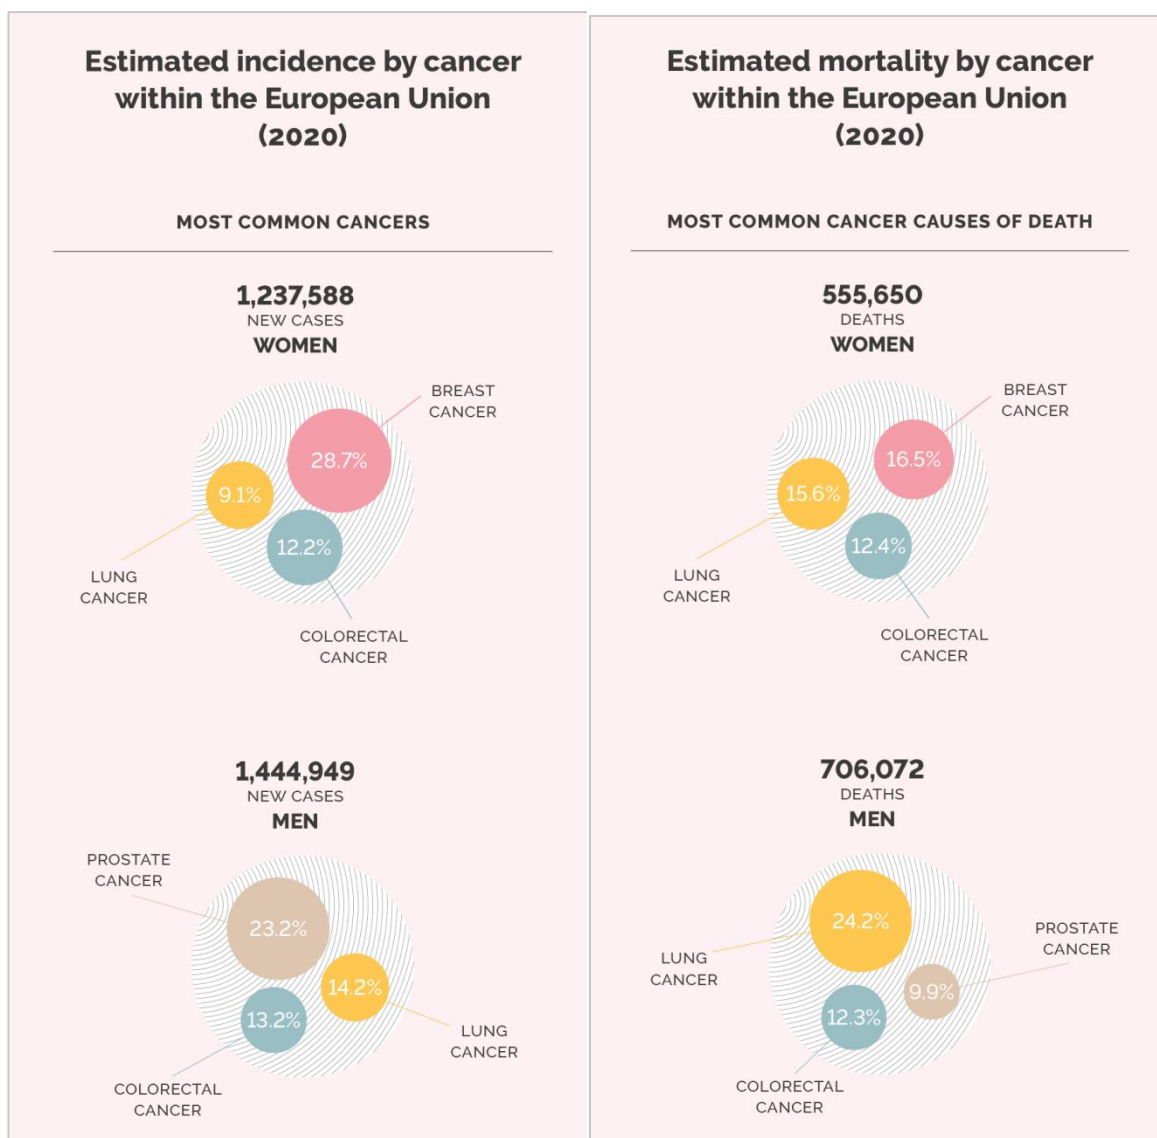 Estimated incidence by cancer
within the European Union
(2020)
MOST COMMON CANCERS
1,237,588
NEW CASES
WOMEN
BREAST
CANCER
28.7%
9.1%
12.2%
LUNG
CANCER
COLORECTAL
CANCER
1,444,949
NEW CASES
MEN
PROSTATE
CANCER
23.2%
14.2%
13.2%
LUNG
CANCER
COLORECTAL
CANCER
Estimated mortality by cancer
within the European Union
(2020)
MOST COMMON CANCER CAUSES OF DEATH
555,650
DEATHS
WOMEN
BREAST
CANCER
16.5%
15.6%
12.4%
LUNG
CANCER
COLORECTAL
CANCER
706,072
DEATHS
MEN
24.2%
PROSTATE
CANCER
LUNG
CANCER
9.9%
12.3%
COLORECTAL
CANCER